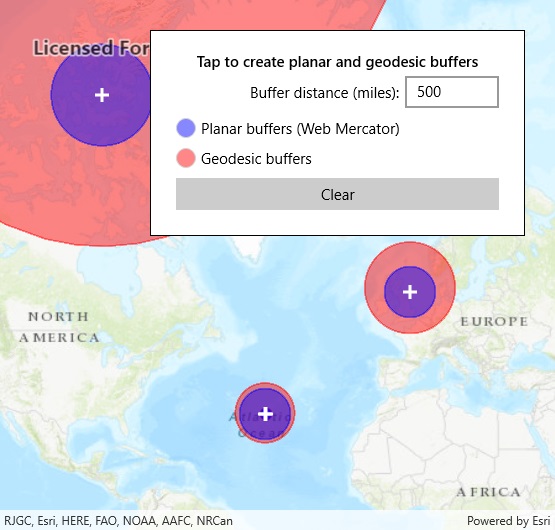 Licensed For
Tap to create planar and geodesic buffers
Buffer distance (miles): 500
Planar buffers (Web Mercator)
Geodesic buffers
Clear
NORTH
AMERICA
EUROPE
Atlantic
Ocean
AFRICA
RJGC, Esri, HERE, FAO, NOAA, AAFC, NRCan
Powered by Esri